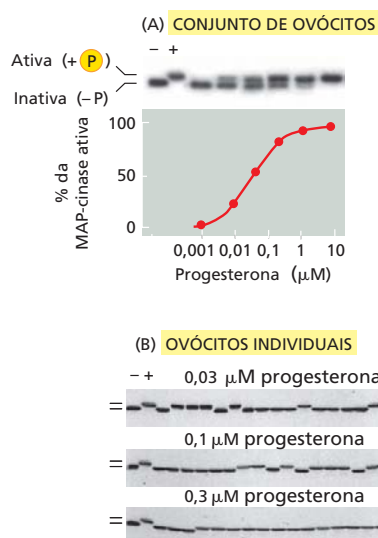 (A) CONJUNTO DE OVÓCITOS
– +
Ativa (+ P)
Inativa (– P)
% da
MAP-cinase ativa
100
50
0
0,001 0,01 0,1 1 10
Progesterona (μM)
(B) OVÓCITOS INDIVIDUAIS
– + 0,03 μM progesterona
0,1 μM progesterona
– +
0,3 μM progesterona
– +